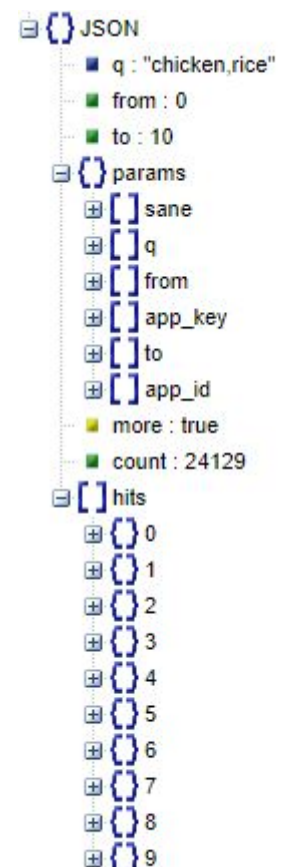 {} JSON
q : "chicken,rice"
from : 0
to : 10
{} params
[ ] sane
[ ] q
[ ] from
[ ] app_key
[ ] to
[ ] app_id
more : true
count : 24129
[ ] hits
{} 0
{} 1
{} 2
{} 3
{} 4
{} 5
{} 6
{} 7
{} 8
{} 9